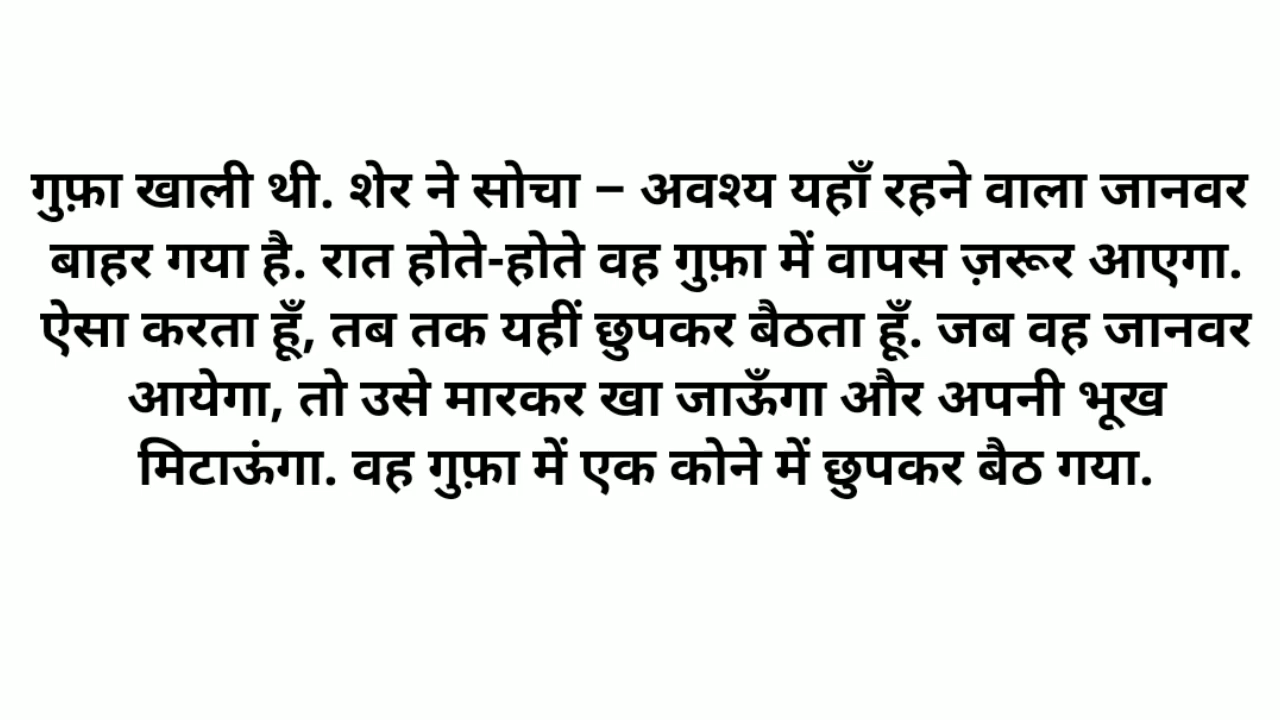 गुफ़ा खाली थी. शेर ने सोचा – अवश्य यहाँ रहने वाला जानवर
बाहर गया है. रात होते-होते वह गुफ़ा में वापस ज़रूर आएगा.
ऐसा करता हूँ, तब तक यहीं छुपकर बैठता हूँ. जब वह जानवर
आयेगा, तो उसे मारकर खा जाऊँगा और अपनी भूख
मिटाऊंगा. वह गुफ़ा में एक कोने में छुपकर बैठ गया.